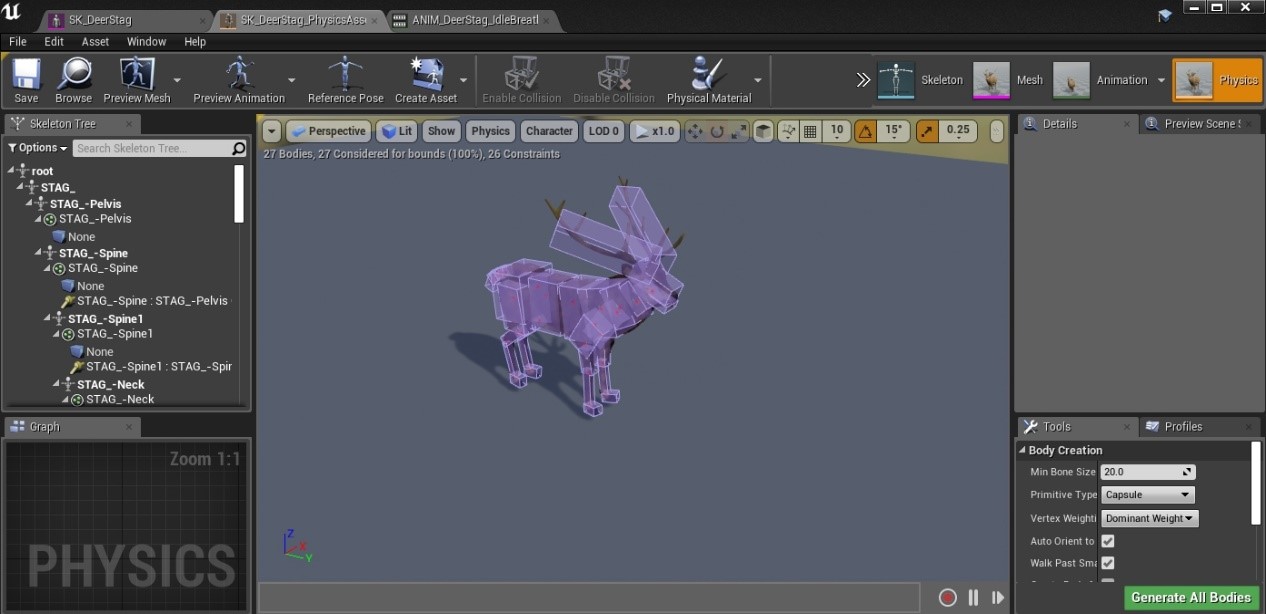 SK_DeerStag
SK_DeerStag_PhysicsAss
ANIM_DeerStag_IdleBreatl
File Edit Asset Window Help
Save
Browse
Preview Mesh
Preview Animation
Reference Pose
Create Asset
Enable Collision
Disable Collision
Physical Material
Skeleton
Mesh
Animation
Physics
Skeleton Tree
Options
Search Skeleton Tree...
root
STAG_
STAG_-Pelvis
STAG_-Pelvis
None
STAG_-Spine
STAG_-Spine
None
STAG_-Spine : STAG_-Pelvis
STAG_-Spine1
STAG_-Spine1
None
STAG_-Spine1 : STAG_-Spir
STAG_-Neck
STAG_-Neck
Graph
Zoom 1:1
PHYSICS
Perspective Lit Show Physics Character LOD 0 x1.0 10 15° 0.25
27 Bodies, 27 Considered for bounds (100%), 26 Constraints
Z
X
Y
Details
Preview Scene S
Tools
Profiles
Body Creation
Min Bone Size 20.0
Primitive Type Capsule
Vertex Weighti Dominant Weight
Auto Orient to
Walk Past Sma
Generate All Bodies